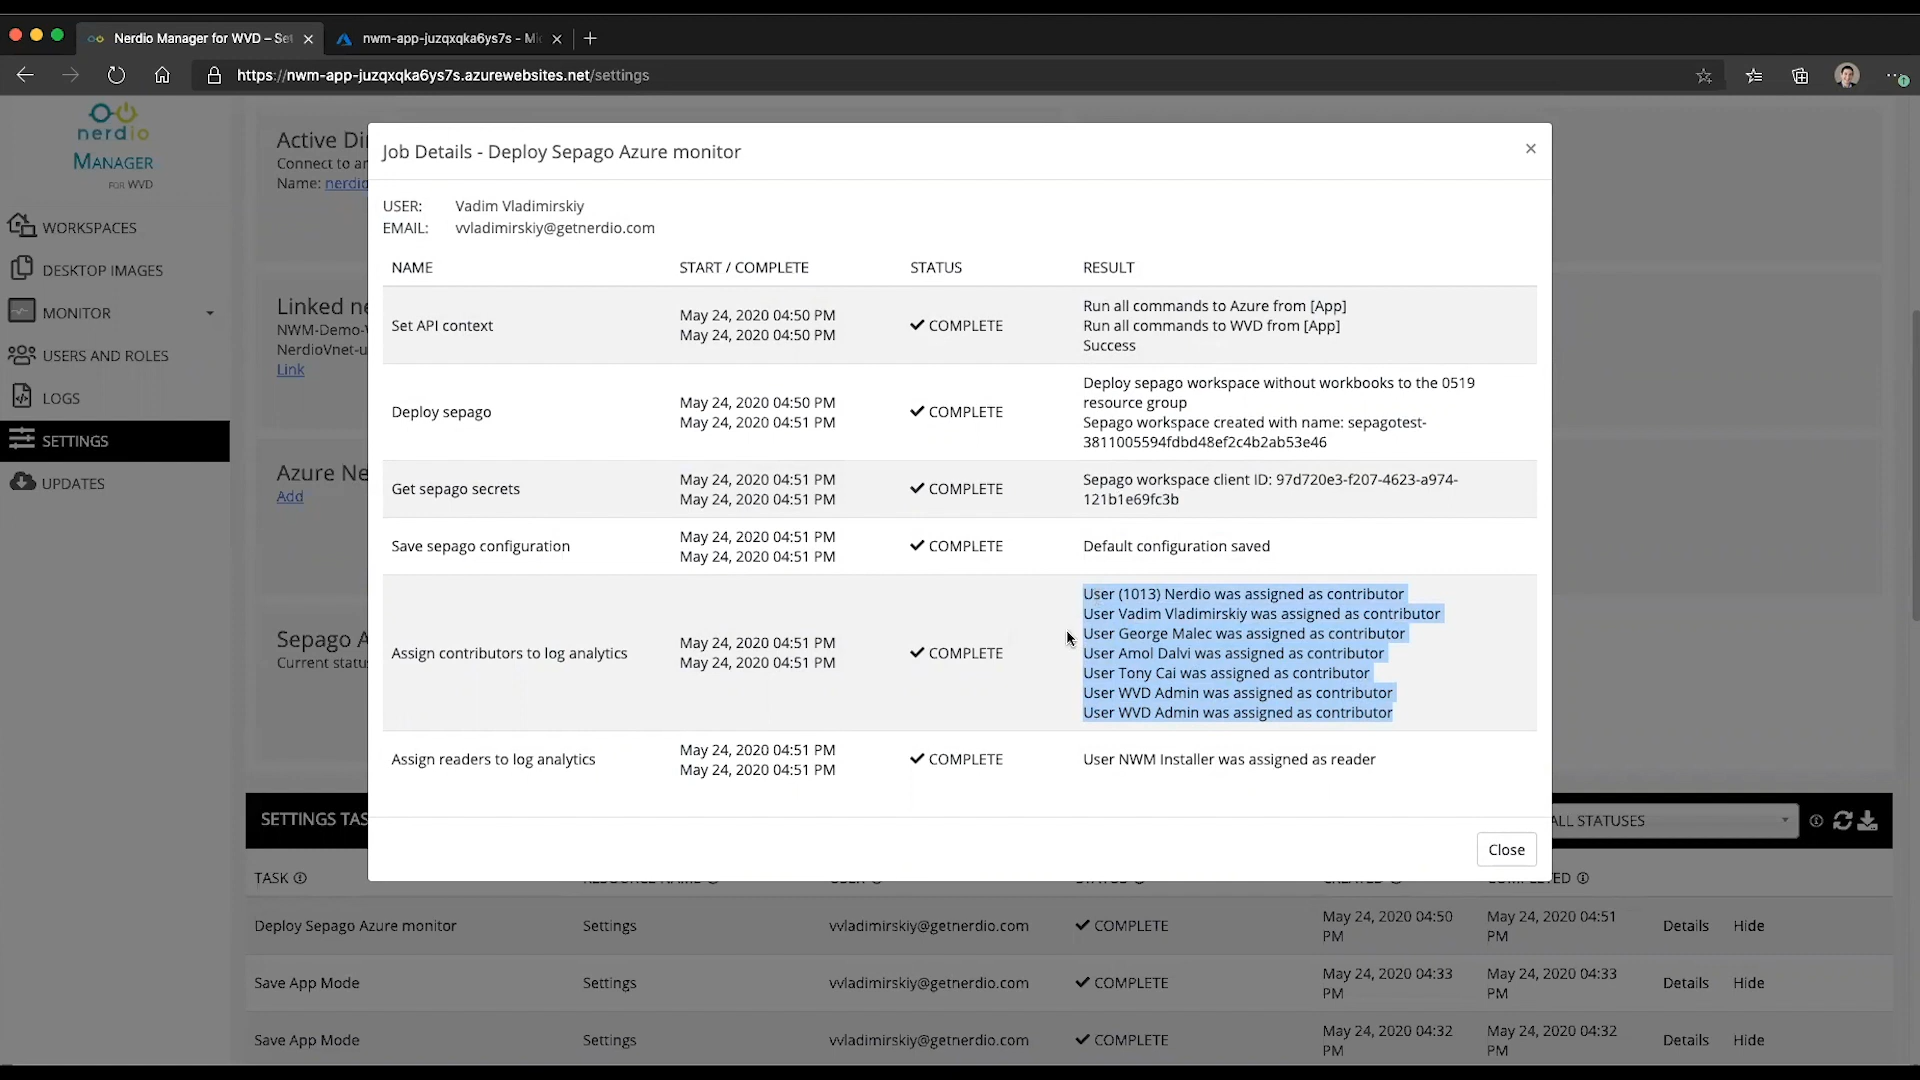 Nerdio Manager for WVD – Set
nwm-app-juzqxqka6ys7s - Mi
https://nwm-app-juzqxqka6ys7s.azurewebsites.net/settings
nerdio
MANAGER
FOR WVD
WORKSPACES
DESKTOP IMAGES
MONITOR
USERS AND ROLES
LOGS
SETTINGS
UPDATES
Active Di
Connect to a
Name: nerdi
Linked n
NWM-Demo-
NerdioVnet-u
Link
Azure Ne
Add
Sepago A
Current statu
Job Details - Deploy Sepago Azure monitor
USER: Vadim Vladimirskiy
EMAIL: vvladimirskiy@getnerdio.com
NAME START / COMPLETE STATUS RESULT
Set API context
May 24, 2020 04:50 PM
May 24, 2020 04:50 PM
COMPLETE
Run all commands to Azure from [App]
Run all commands to WVD from [App]
Success
Deploy sepago
May 24, 2020 04:50 PM
May 24, 2020 04:51 PM
COMPLETE
Deploy sepago workspace without workbooks to the 0519
resource group
Sepago workspace created with name: sepagotest-
3811005594fdbd48ef2c4b2ab53e46
Get sepago secrets
May 24, 2020 04:51 PM
May 24, 2020 04:51 PM
COMPLETE
Sepago workspace client ID: 97d720e3-f207-4623-a974-
121b1e69fc3b
Save sepago configuration
May 24, 2020 04:51 PM
May 24, 2020 04:51 PM
COMPLETE
Default configuration saved
Assign contributors to log analytics
May 24, 2020 04:51 PM
May 24, 2020 04:51 PM
COMPLETE
User (1013) Nerdio was assigned as contributor
User Vadim Vladimirskiy was assigned as contributor
User George Malec was assigned as contributor
User Amol Dalvi was assigned as contributor
User Tony Cai was assigned as contributor
User WVD Admin was assigned as contributor
User WVD Admin was assigned as contributor
Assign readers to log analytics
May 24, 2020 04:51 PM
May 24, 2020 04:51 PM
COMPLETE
User NWM Installer was assigned as reader
Close
SETTINGS TAS
ALL STATUSES
TASK
Deploy Sepago Azure monitor Settings vvladimirskiy@getnerdio.com COMPLETE
May 24, 2020 04:50 PM
May 24, 2020 04:51 PM
Details Hide
Save App Mode Settings vvladimirskiy@getnerdio.com COMPLETE
May 24, 2020 04:33 PM
May 24, 2020 04:33 PM
Details Hide
Save App Mode Settings vvladimirskiy@getnerdio.com COMPLETE
May 24, 2020 04:32 PM
May 24, 2020 04:32 PM
Details Hide